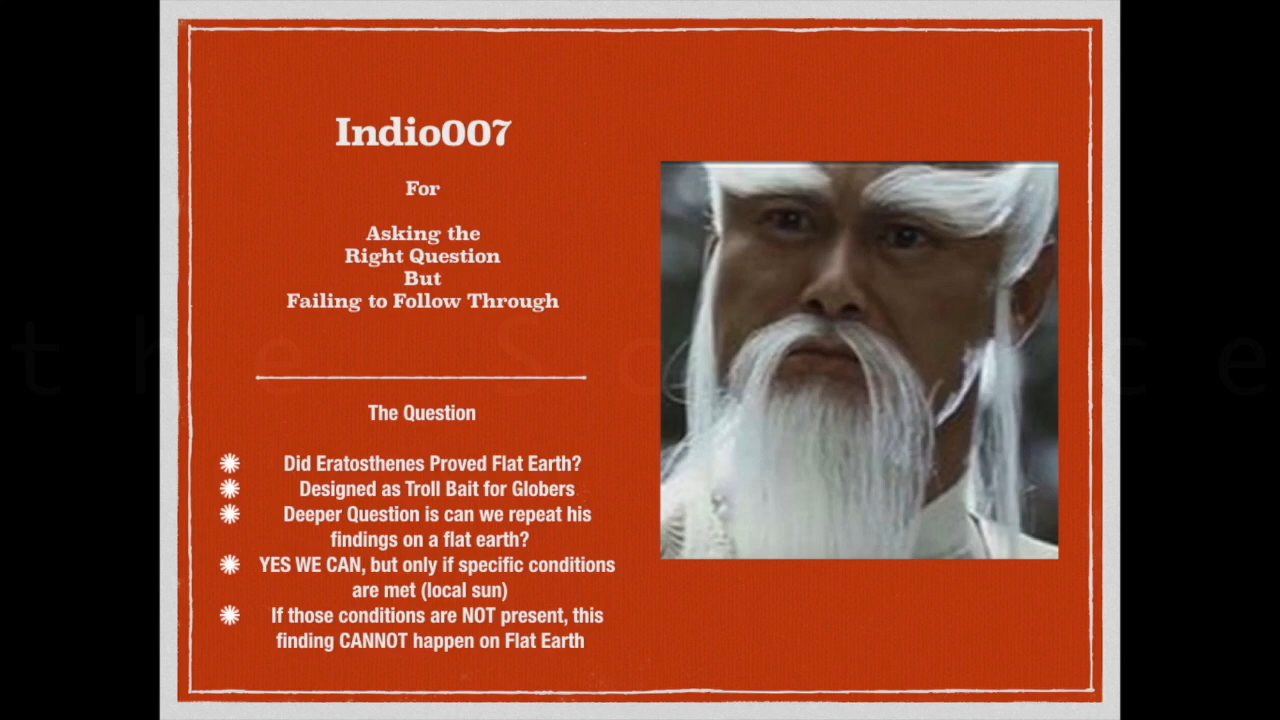 Indio007
For
Asking the
Right Question
But
Failing to Follow Through
The Question
Did Eratosthenes Proved Flat Earth?
Designed as Troll Bait for Globers
Deeper Question is can we repeat his
findings on a flat earth?
YES WE CAN, but only if specific conditions
are met (local sun)
If those conditions are NOT present, this
finding CANNOT happen on Flat Earth
the